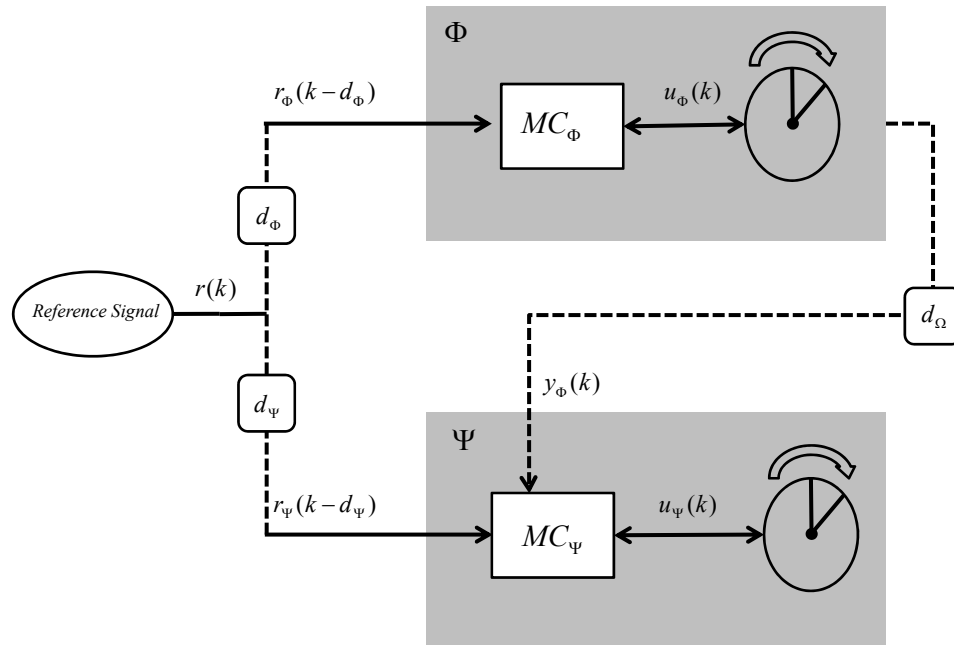 Φ
r_Φ(k − d_Φ)
MC_Φ
u_Φ(k)
d_Φ
r(k)
Reference Signal
d_Ω
d_Ψ
y_Φ(k)
Ψ
r_Ψ(k − d_Ψ)
MC_Ψ
u_Ψ(k)